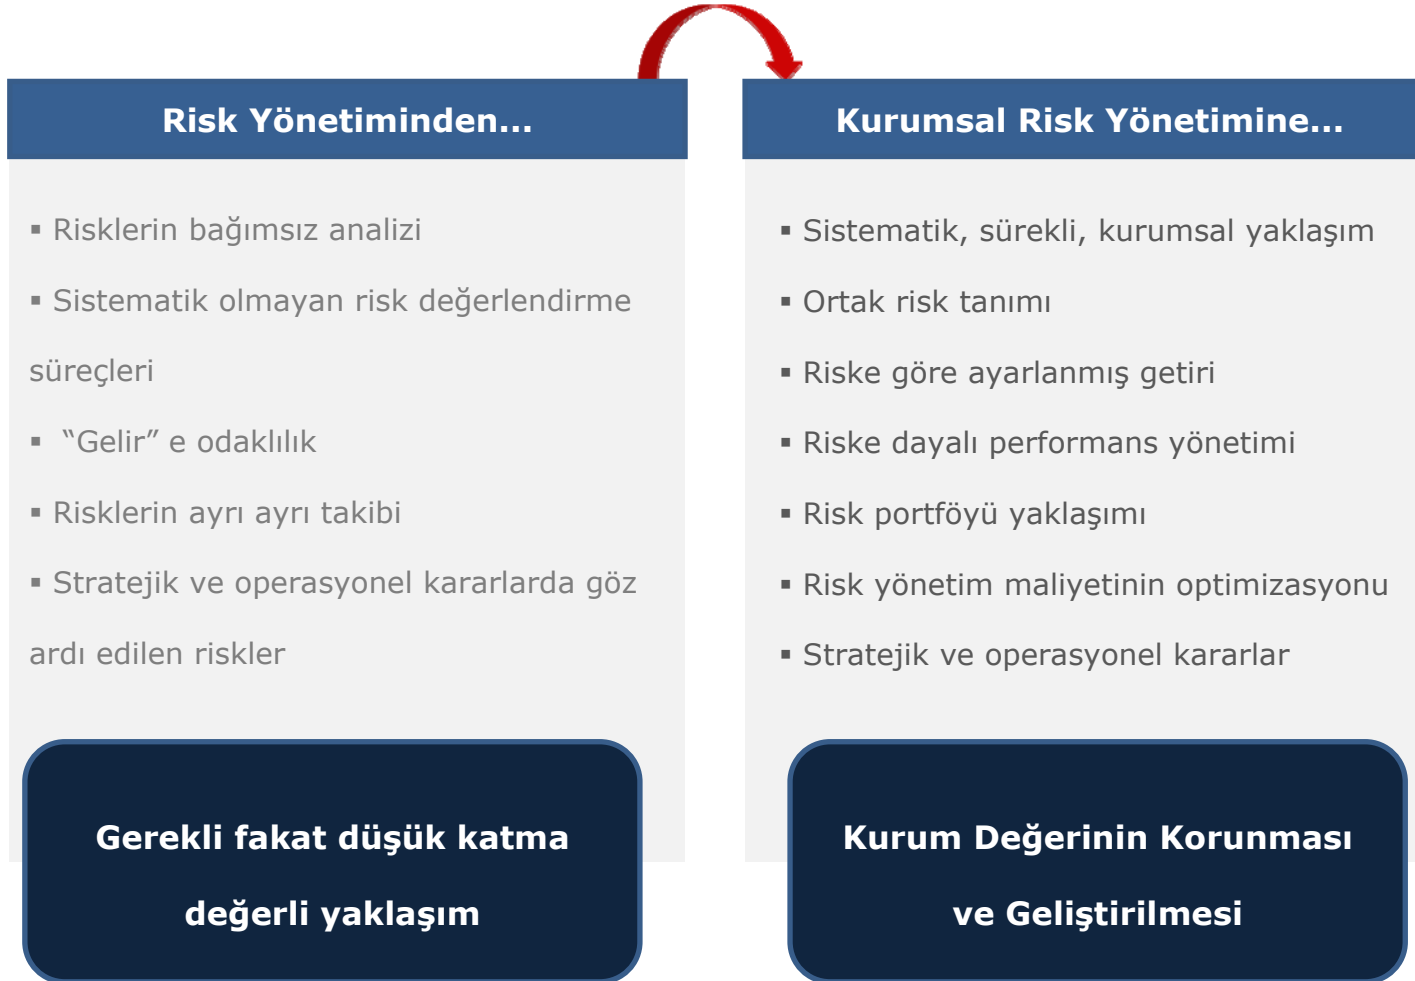 Risk Yönetiminden...
▪ Risklerin bağımsız analizi
▪ Sistematik olmayan risk değerlendirme
süreçleri
▪ “Gelir” e odaklılık
▪ Risklerin ayrı ayrı takibi
▪ Stratejik ve operasyonel kararlarda göz
ardı edilen riskler
Gerekli fakat düşük katma
değerli yaklaşım
Kurumsal Risk Yönetimine...
▪ Sistematik, sürekli, kurumsal yaklaşım
▪ Ortak risk tanımı
▪ Riske göre ayarlanmış getiri
▪ Riske dayalı performans yönetimi
▪ Risk portföyü yaklaşımı
▪ Risk yönetim maliyetinin optimizasyonu
▪ Stratejik ve operasyonel kararlar
Kurum Değerinin Korunması
ve Geliştirilmesi